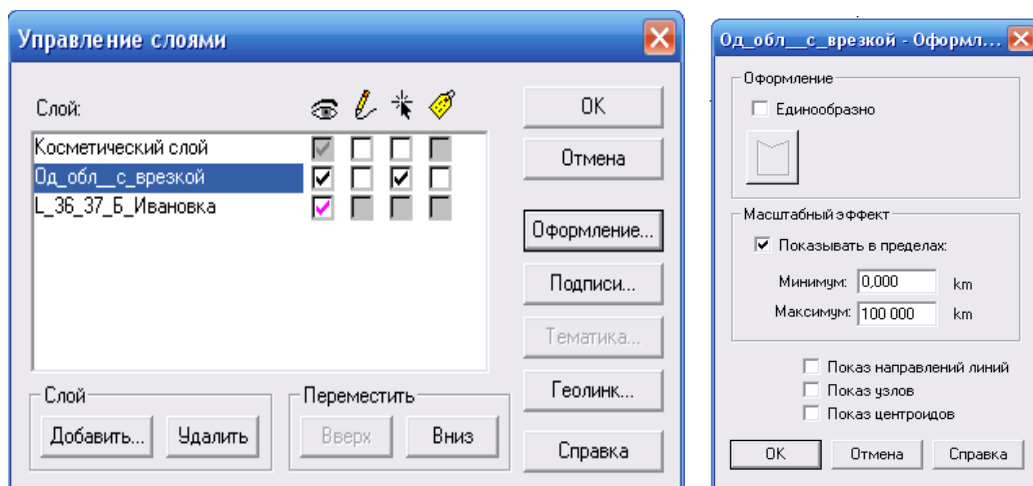 Управление слоями
Слой:
Косметический слой
Од_обл__с_врезкой
L_36_37_Б_Ивановка
OK
Отмена
Оформление...
Подписи...
Тематика...
Геолинк...
Справка
Слой
Добавить...
Удалить
Переместить
Вверх
Вниз
Од_обл__с_врезкой - Оформл...
Оформление
Единообразно
Масштабный эффект
Показывать в пределах:
Минимум: 0,000 km
Максимум: 100 000 km
Показ направлений линий
Показ узлов
Показ центроидов
OK
Отмена
Справка